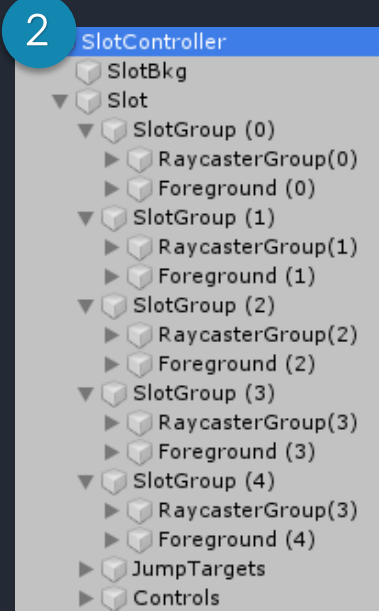 2
SlotController
SlotBkg
Slot
SlotGroup (0)
RaycasterGroup(0)
Foreground (0)
SlotGroup (1)
RaycasterGroup(1)
Foreground (1)
SlotGroup (2)
RaycasterGroup(2)
Foreground (2)
SlotGroup (3)
RaycasterGroup(3)
Foreground (3)
SlotGroup (4)
RaycasterGroup(3)
Foreground (4)
JumpTargets
Controls